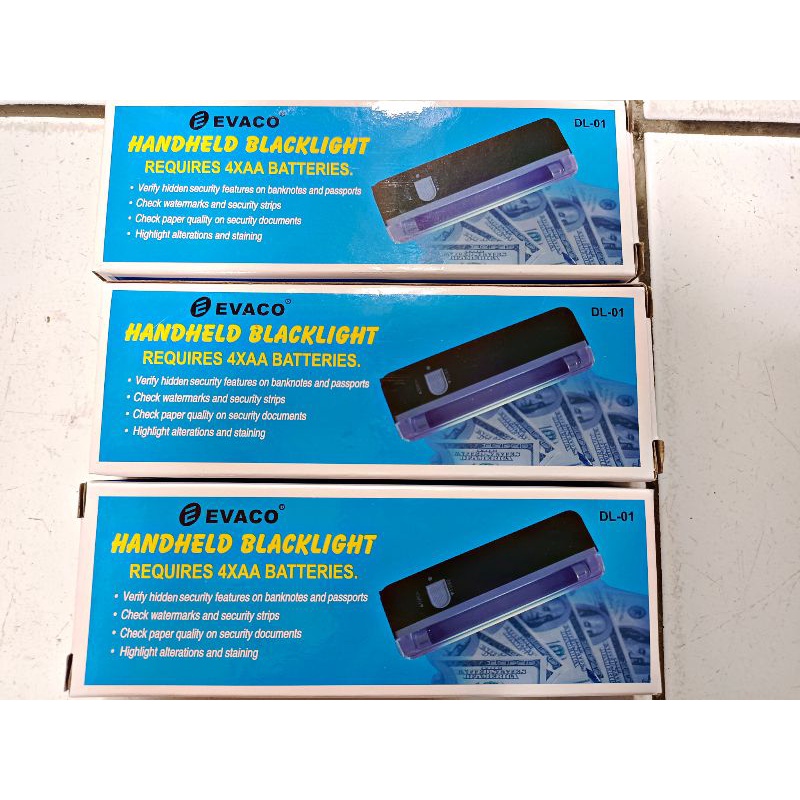 EVACO®
DL-01
HANDHELD BLACKLIGHT
REQUIRES 4XAA BATTERIES.
• Verify hidden security features on banknotes and passports
• Check watermarks and security strips
• Check paper quality on security documents
• Highlight alterations and staining
EVACO®
DL-01
HANDHELD BLACKLIGHT
REQUIRES 4XAA BATTERIES.
• Verify hidden security features on banknotes and passports
• Check watermarks and security strips
• Check paper quality on security documents
• Highlight alterations and staining
EVACO®
DL-01
HANDHELD BLACKLIGHT
REQUIRES 4XAA BATTERIES.
• Verify hidden security features on banknotes and passports
• Check watermarks and security strips
• Check paper quality on security documents
• Highlight alterations and staining